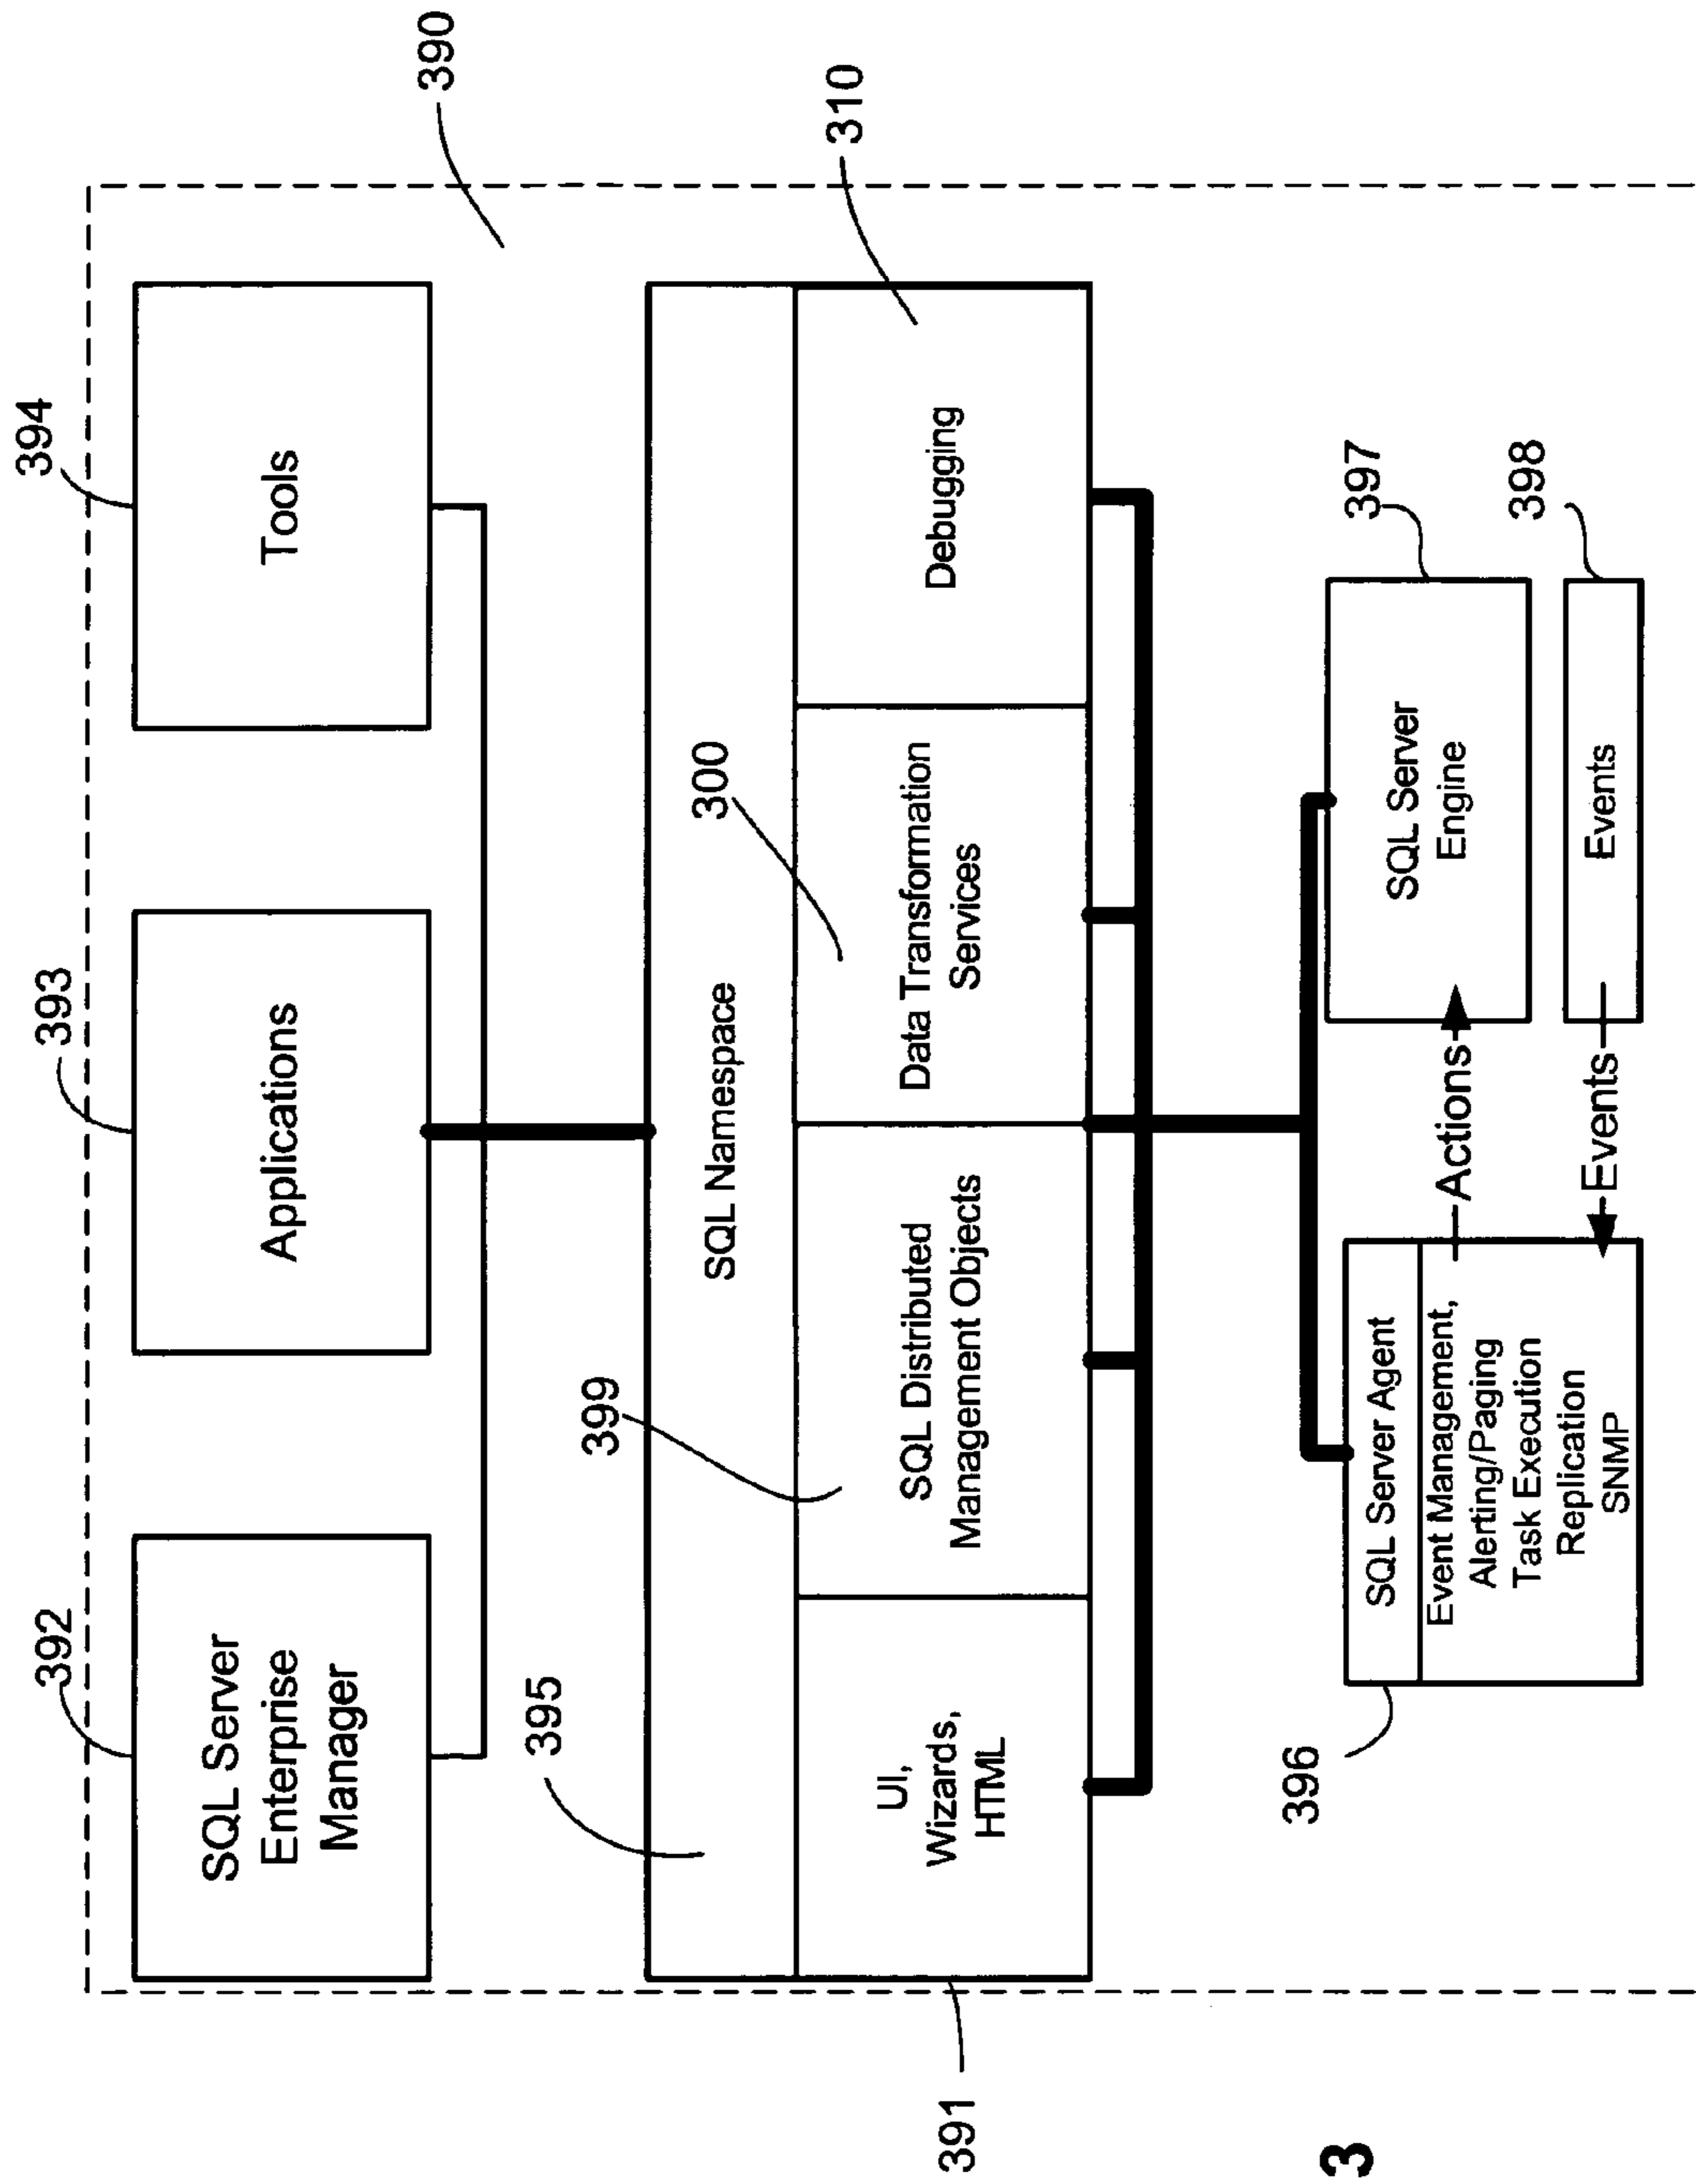 392
393
394
390
SQL Server
Enterprise
Manager
Applications
Tools
395
SQL Namespace
399
300
310
391
UI,
Wizards,
HTML
SQL Distributed
Management Objects
Data Transformation
Services
Debugging
396
SQL Server Agent
Event Management,
Alerting/Paging
Task Execution
Replication
SNMP
Actions
Events
397
SQL Server
Engine
398
Events
3